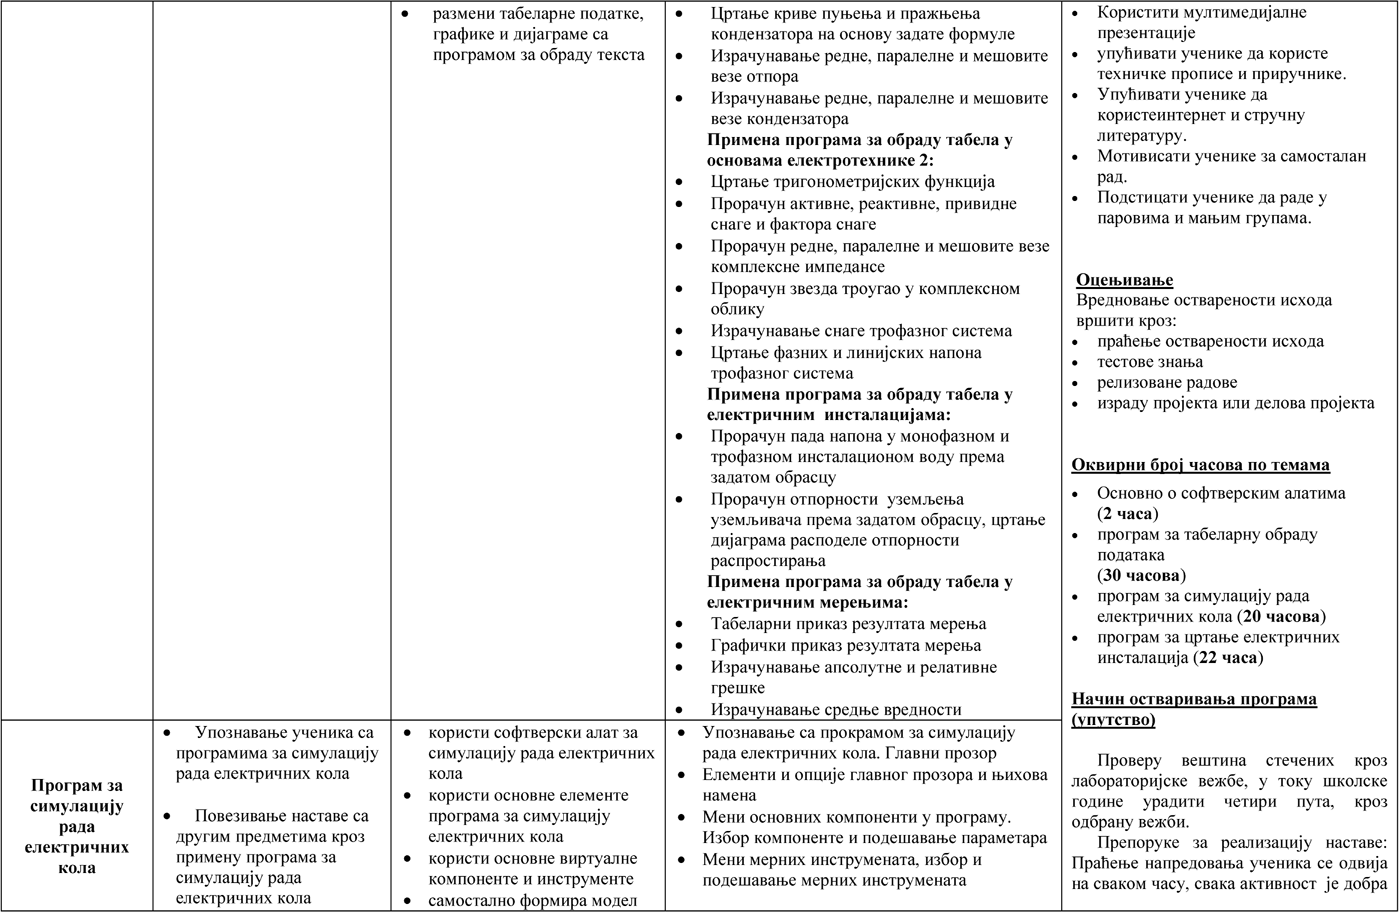 размени табеларне податке,
графике и дијаграме са
програмом за обраду текста
Цртање криве пуњења и пражњења
кондензатора на основу задате формуле
Израчунавање редне, паралелне и мешовите
везе отпора
Израчунавање редне, паралелне и мешовите
везе кондензатора
Примена програма за обраду табела у
основама електротехнике 2:
Цртање тригонометријских функција
Прорачун активне, реактивне, привидне
снаге и фактора снаге
Прорачун редне, паралелне и мешовите везе
комплексне импедансе
Прорачун звезда троугао у комплексном
облику
Израчунавање снаге трофазног система
Цртање фазних и линијских напона
трофазног система
Примена програма за обраду табела у
електричним инсталацијама:
Прорачун пада напона у монофазном и
трофазном инсталационом воду према
задатом обрасцу
Прорачун отпорности уземљења
уземљивача према задатом обрасцу, цртање
дијаграма расподеле отпорности
распростирања
Примена програма за обраду табела у
електричним мерењима:
Табеларни приказ резултата мерења
Графички приказ резултата мерења
Израчунавање апсолутне и релативне
грешке
Израчунавање средње вредности
Користити мултимедијалне
презентације
упућивати ученике да користе
техничке прописе и приручнике.
Упућивати ученике да
користеинтернет и стручну
литературу.
Мотивисати ученике за самосталан
рад.
Подстицати ученике да раде у
паровима и мањим групама.
Оцењивање
Вредновање остварености исхода
вршити кроз:
праћење остварености исхода
тестове знања
релизоване радове
израду пројекта или делова пројекта
Оквирни број часова по темама
Основно о софтверским алатима
(2 часа)
програм за табеларну обраду
података
(30 часова)
програм за симулацију рада
електричних кола (20 часова)
програм за цртање електричних
инсталација (22 часа)
Начин остваривања програма
(упутство)
Проверу вештина стечених кроз
лабораторијске вежбе, у току школске
године урадити четири пута, кроз
одбрану вежби.
Препоруке за реализацију наставе:
Праћење напредовања ученика се одвија
на сваком часу, свака активност је добра
Програм за
симулацију
рада
електричних
кола
Упознавање ученика са
програмима за симулацију
рада електричних кола
Повезивање наставе са
другим предметима кроз
примену програма за
симулацију рада
електричних кола
користи софтверски алат за
симулацију рада електричних
кола
користи основне елементе
програма за симулацију
електричних кола
користи основне виртуалне
компоненте и инструменте
самостално формира модел
Упознавање са прокрамом за симулацију
рада електричних кола. Главни прозор
Елементи и опције главног прозора и њихова
намена
Мени основних компоненти у програму.
Избор компоненте и подешавање параметара
Мени мерних инструмената, избор и
подешавање мерних инструмената